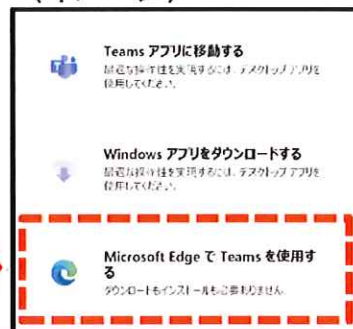 Teams アプリに移動する
最適な操作性を実現するには、デスクトップ アプリを
使用してください。
Windows アプリをダウンロードする
最適な操作性を実現するには、デスクトップ アプリを
使用してください。
Microsoft Edge で Teams を使用す
る
ダウンロードもインストールも必要ありません。